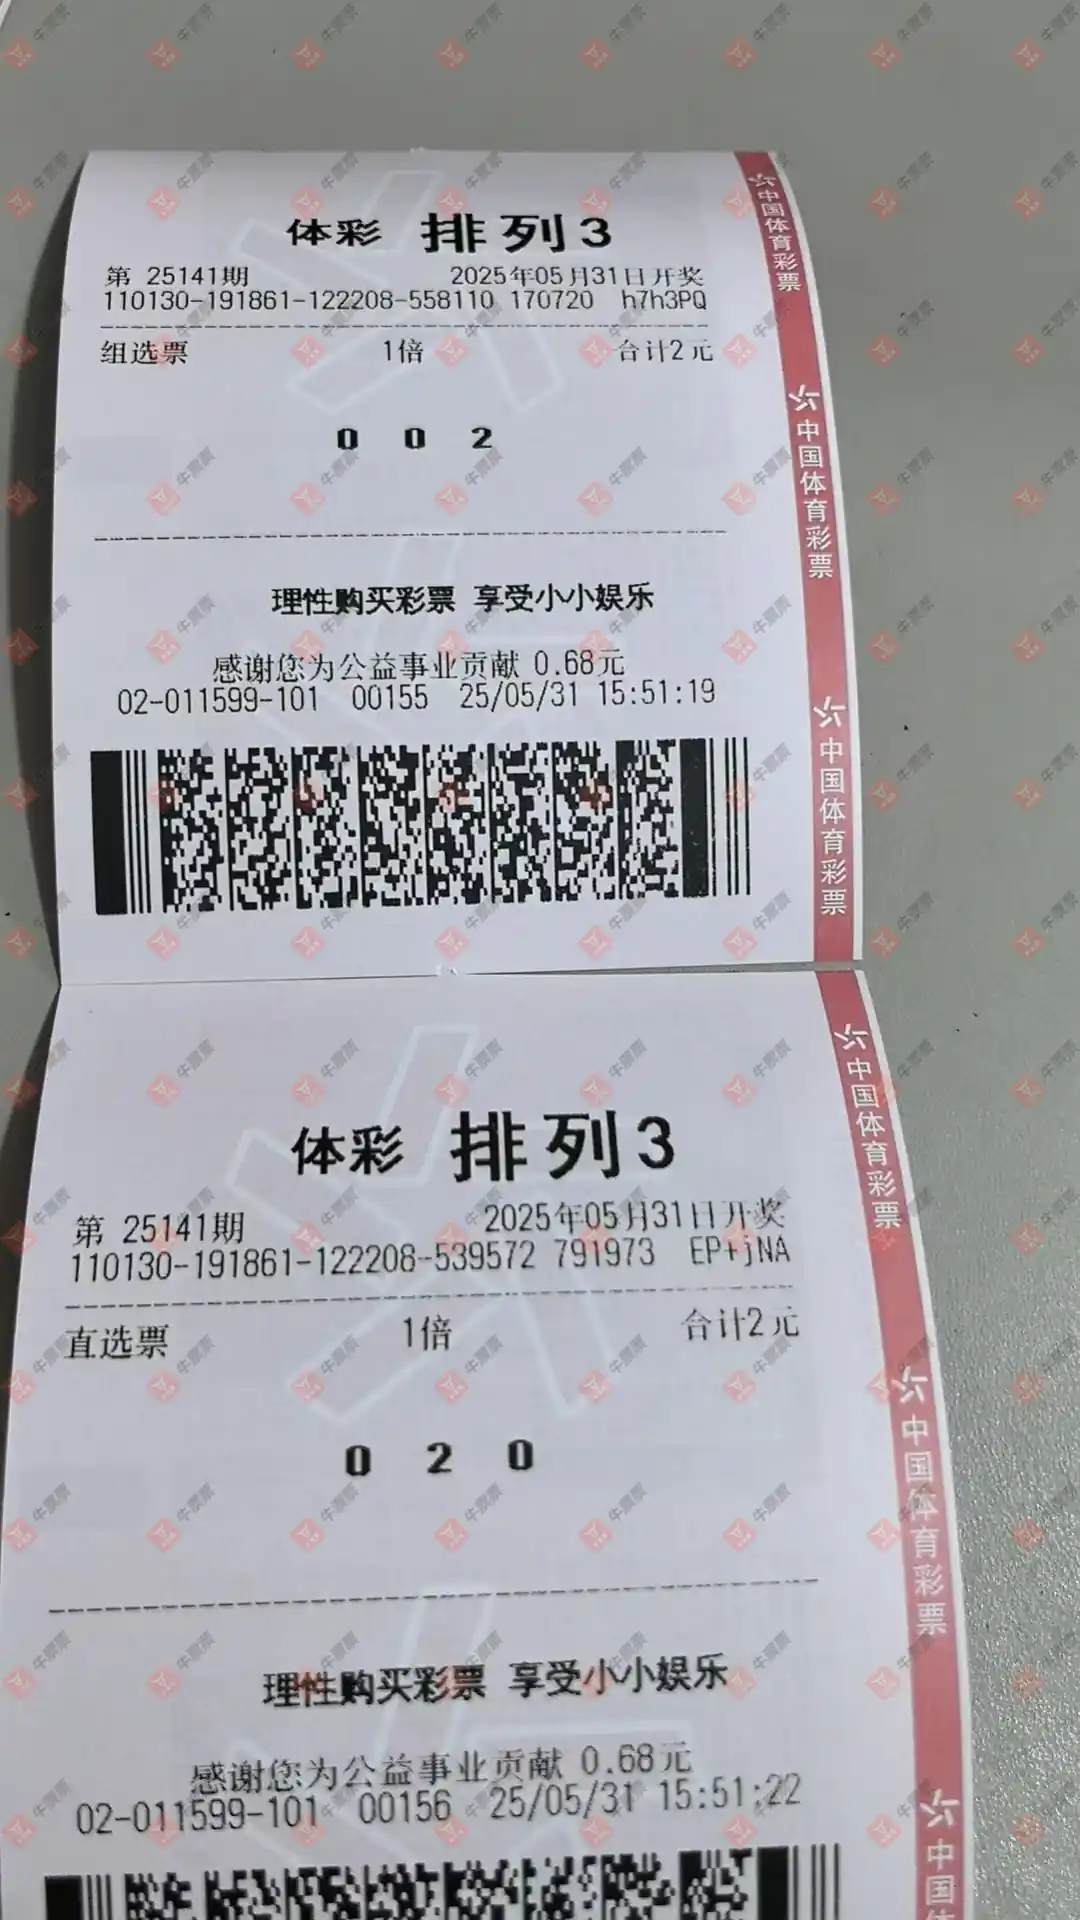 体彩 排列3
第 25141期 2025年05月31日开奖
110130-191861-122208-558110 170720 h7h3PQ
组选票 1倍 合计2元
0 0 2
理性购买彩票 享受小小娱乐
感谢您为公益事业贡献 0.68元
02-011599-101 00155 25/05/31 15:51:19
中国体育彩票
中国体育彩票
中国体育彩票
体彩 排列3
第 25141期 2025年05月31日开奖
110130-191861-122208-539572 791973 EP+jNA
直选票 1倍 合计2元
0 2 0
理性购买彩票 享受小小娱乐
感谢您为公益事业贡献 0.68元
02-011599-101 00156 25/05/31 15:51:22
中国体育彩票
中国体育彩票
中国体
牛票票